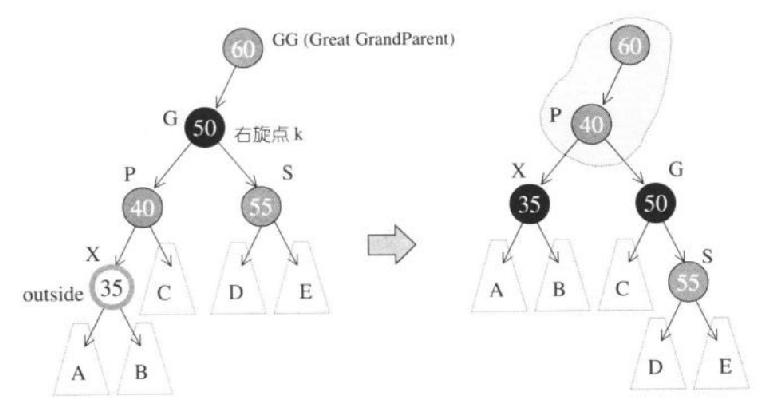 60 GG (Great GrandParent)
G 50 右旋点 k
P S
40 55
X
outside 35 C D E
A B
60
P 40
X G
35 50
A B C S
55
D E